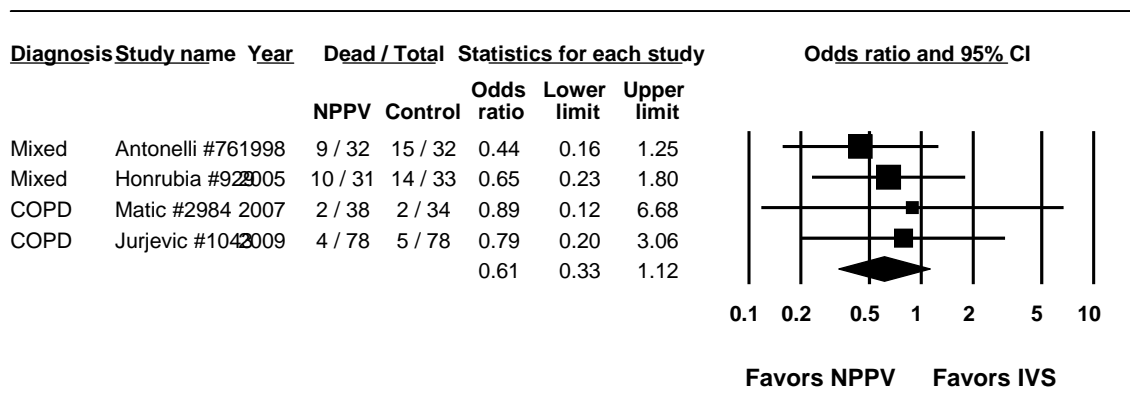 Diagnosis Study name Year Dead / Total Statistics for each study Odds ratio and 95% CI
Odds Lower Upper
NPPV Control ratio limit limit
Mixed Antonelli #76 1998 9 / 32 15 / 32 0.44 0.16 1.25
Mixed Honrubia #929 2005 10 / 31 14 / 33 0.65 0.23 1.80
COPD Matic #2984 2007 2 / 38 2 / 34 0.89 0.12 6.68
COPD Jurjevic #1043 2009 4 / 78 5 / 78 0.79 0.20 3.06
0.61 0.33 1.12
0.1 0.2 0.5 1 2 5 10
Favors NPPV Favors IVS